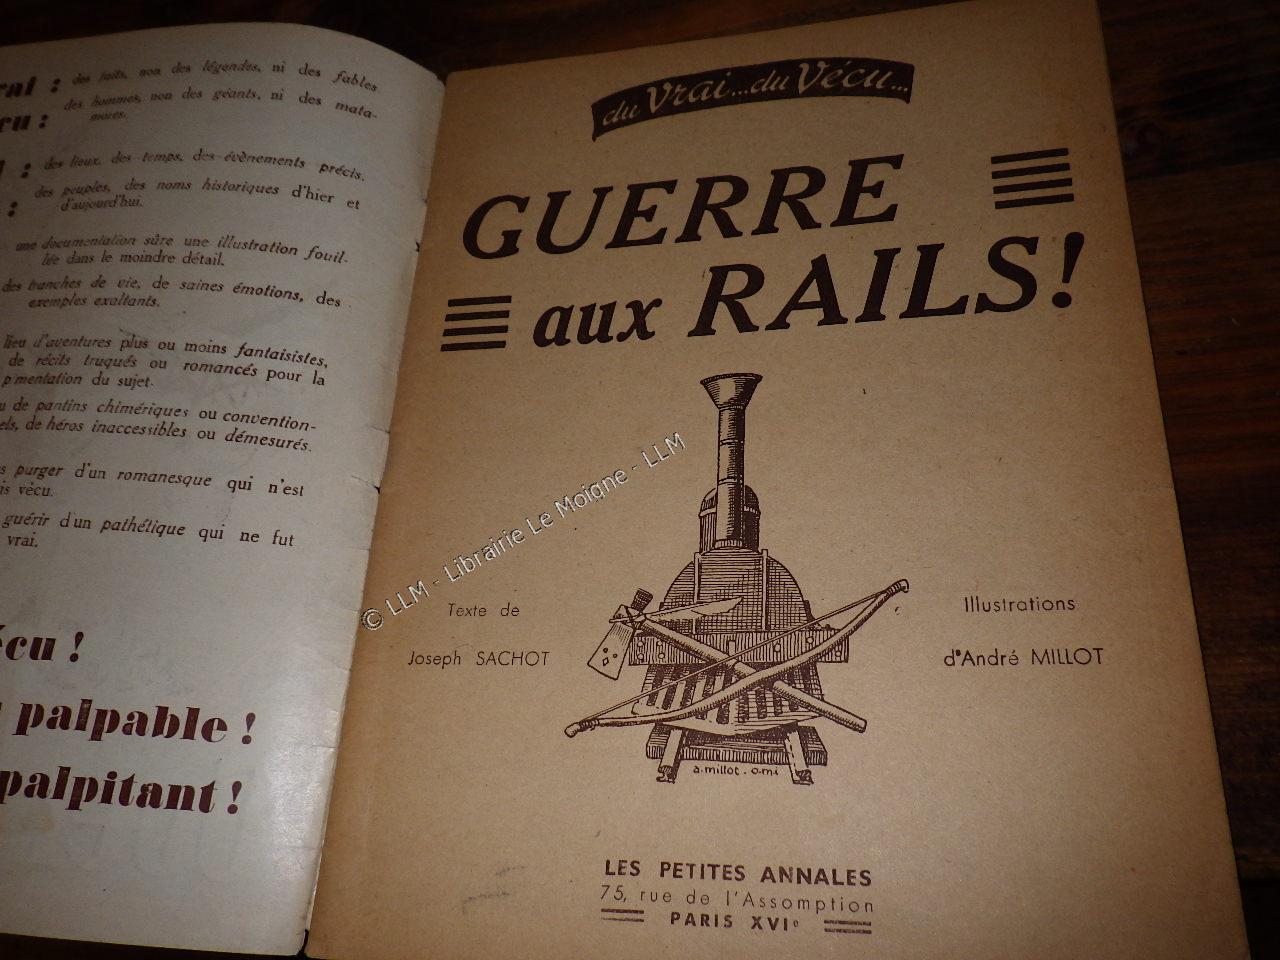 : des faits, non des légendes, ni des fables
des hommes, non des géants, ni des mata-
mores.
: des lieux, des temps, des évènements précis.
: des peuples, des noms historiques d'hier et
d'aujourd'hui.
une documentation sûre une illustration fouil-
lée dans le moindre détail.
des tranches de vie, de saines émotions, des
exemples exaltants.
lieu d'aventures plus ou moins fantaisistes,
de récits truqués ou romancés pour la
pimentation du sujet.
de pantins chimériques ou convention-
els, de héros inaccessibles ou démesurés.
purger d'un romanesque qui n'est
vécu.
guérir d'un pathétique qui ne fut
vrai.
écu !
palpable !
palpitant !
du Vrai...du Vécu...
GUERRE
aux RAILS!
Texte de
Joseph SACHOT
Illustrations
d'André MILLOT
a.millot.o.mi
LES PETITES ANNALES
75, rue de l'Assomption
PARIS XVIe
© LLM - Librairie Le Moigne - LLM